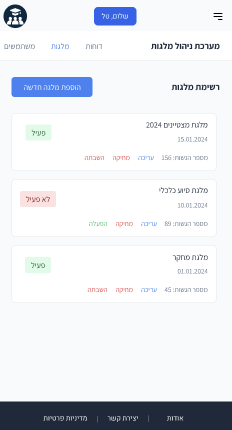 שלום, טל
מערכת ניהול מלגות
דוחות מלגות משתמשים
רשימת מלגות
הוספת מלגה חדשה
מלגת מצטיינים 2024
פעיל
15.01.2024
מספר הגשות: 156 עריכה מחיקה השבתה
מלגת סיוע כלכלי
לא פעיל
10.01.2024
מספר הגשות: 89 עריכה מחיקה הפעלה
מלגת מחקר
פעיל
01.01.2024
מספר הגשות: 45 עריכה מחיקה השבתה
אודות | יצירת קשר | מדיניות פרטיות